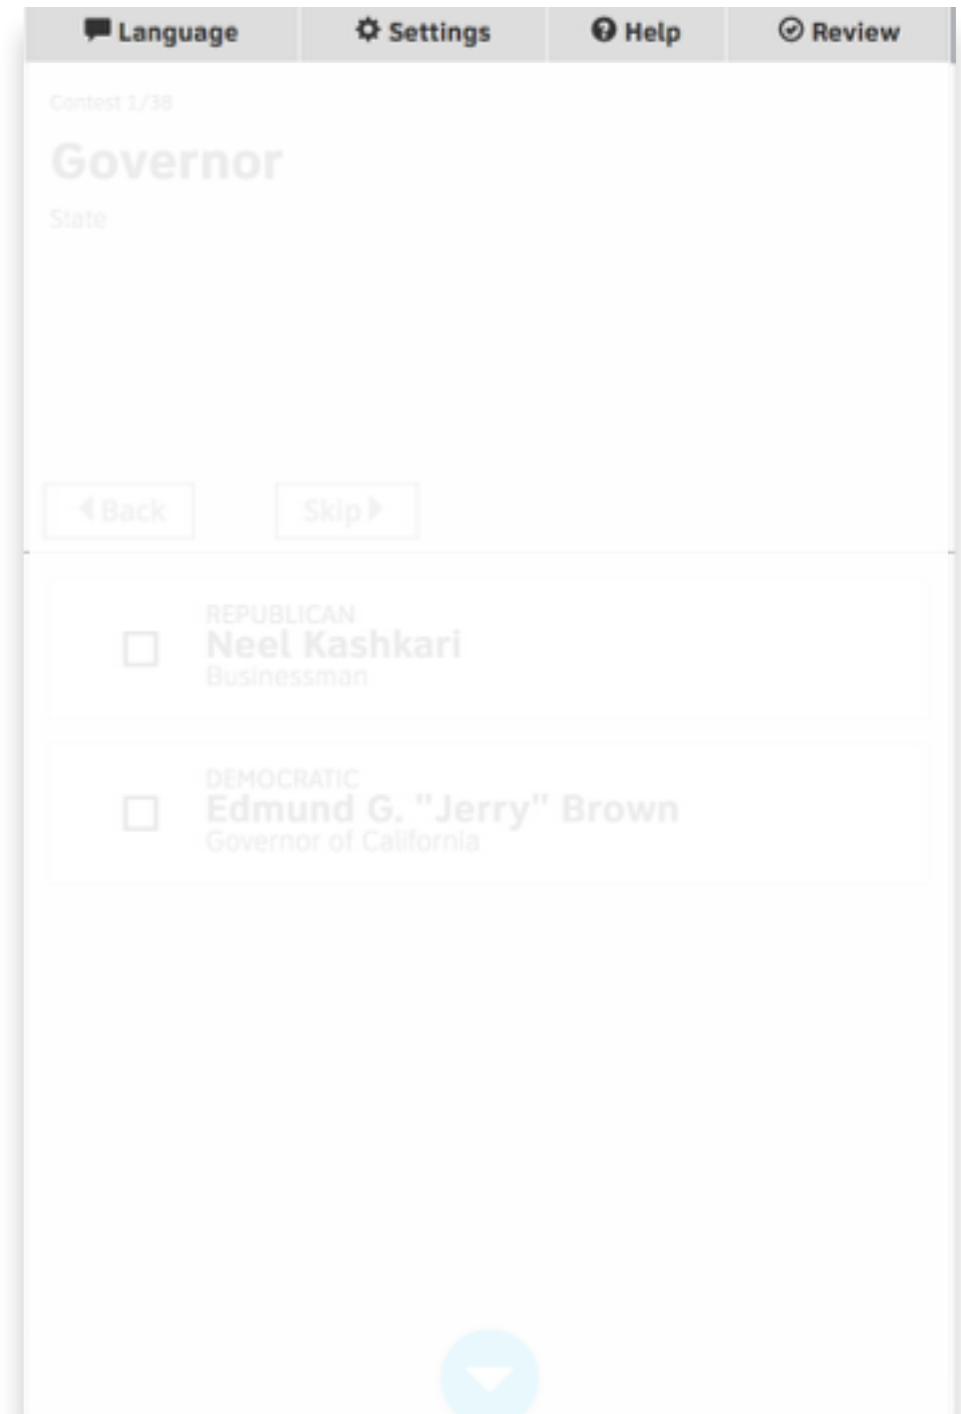 Language Settings Help Review
Contest 1/38
Governor
State
Back Skip
REPUBLICAN
Neel Kashkari
Businessman
DEMOCRATIC
Edmund G. "Jerry" Brown
Governor of California